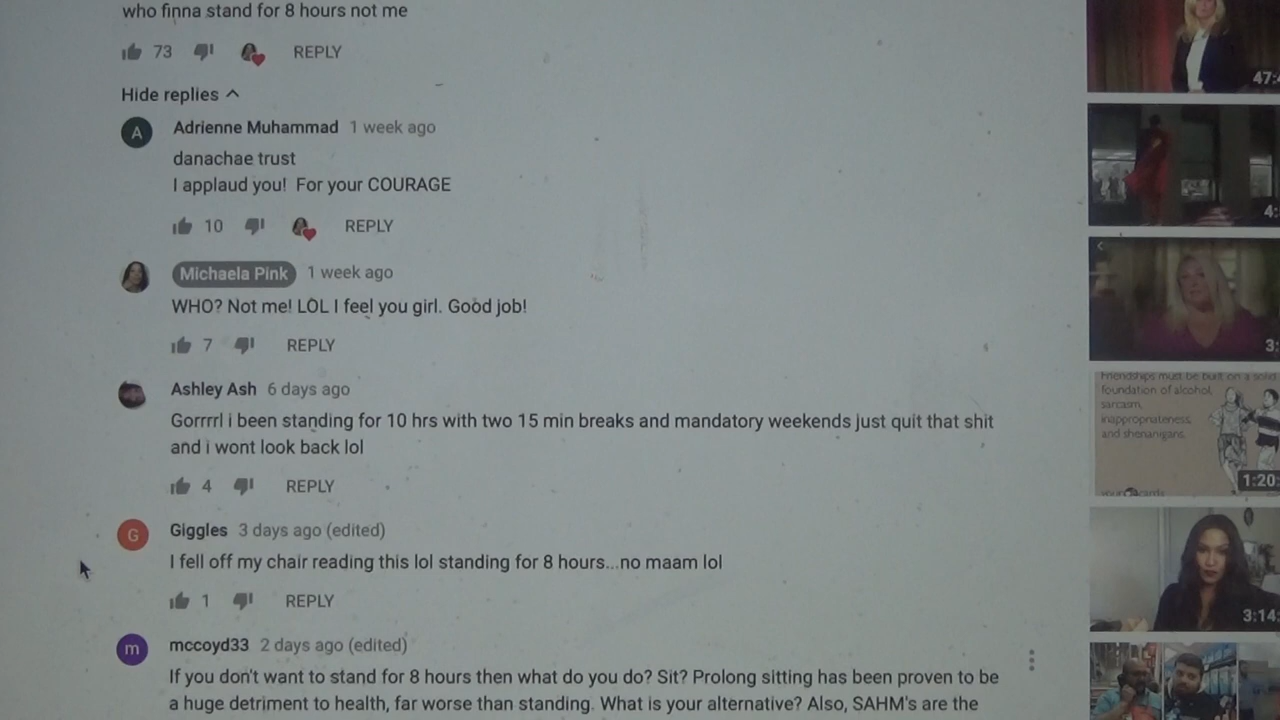 who finna stand for 8 hours not me
73 REPLY
Hide replies
A Adrienne Muhammad 1 week ago
danachae trust
I applaud you! For your COURAGE
10 REPLY
Michaela Pink 1 week ago
WHO? Not me! LOL I feel you girl. Good job!
7 REPLY
Ashley Ash 6 days ago
Gorrrrl i been standing for 10 hrs with two 15 min breaks and mandatory weekends just quit that shit
and i wont look back lol
4 REPLY
G Giggles 3 days ago (edited)
I fell off my chair reading this lol standing for 8 hours...no maam lol
1 REPLY
m mccoyd33 2 days ago (edited)
If you don't want to stand for 8 hours then what do you do? Sit? Prolong sitting has been proven to be
a huge detriment to health, far worse than standing. What is your alternative? Also, SAHM's are the
47:
4:
3:
Friendships must be built on a solid
foundation of alcohol,
sarcasm,
inappropriateness,
and shenanigans.
1:20:
3:14: